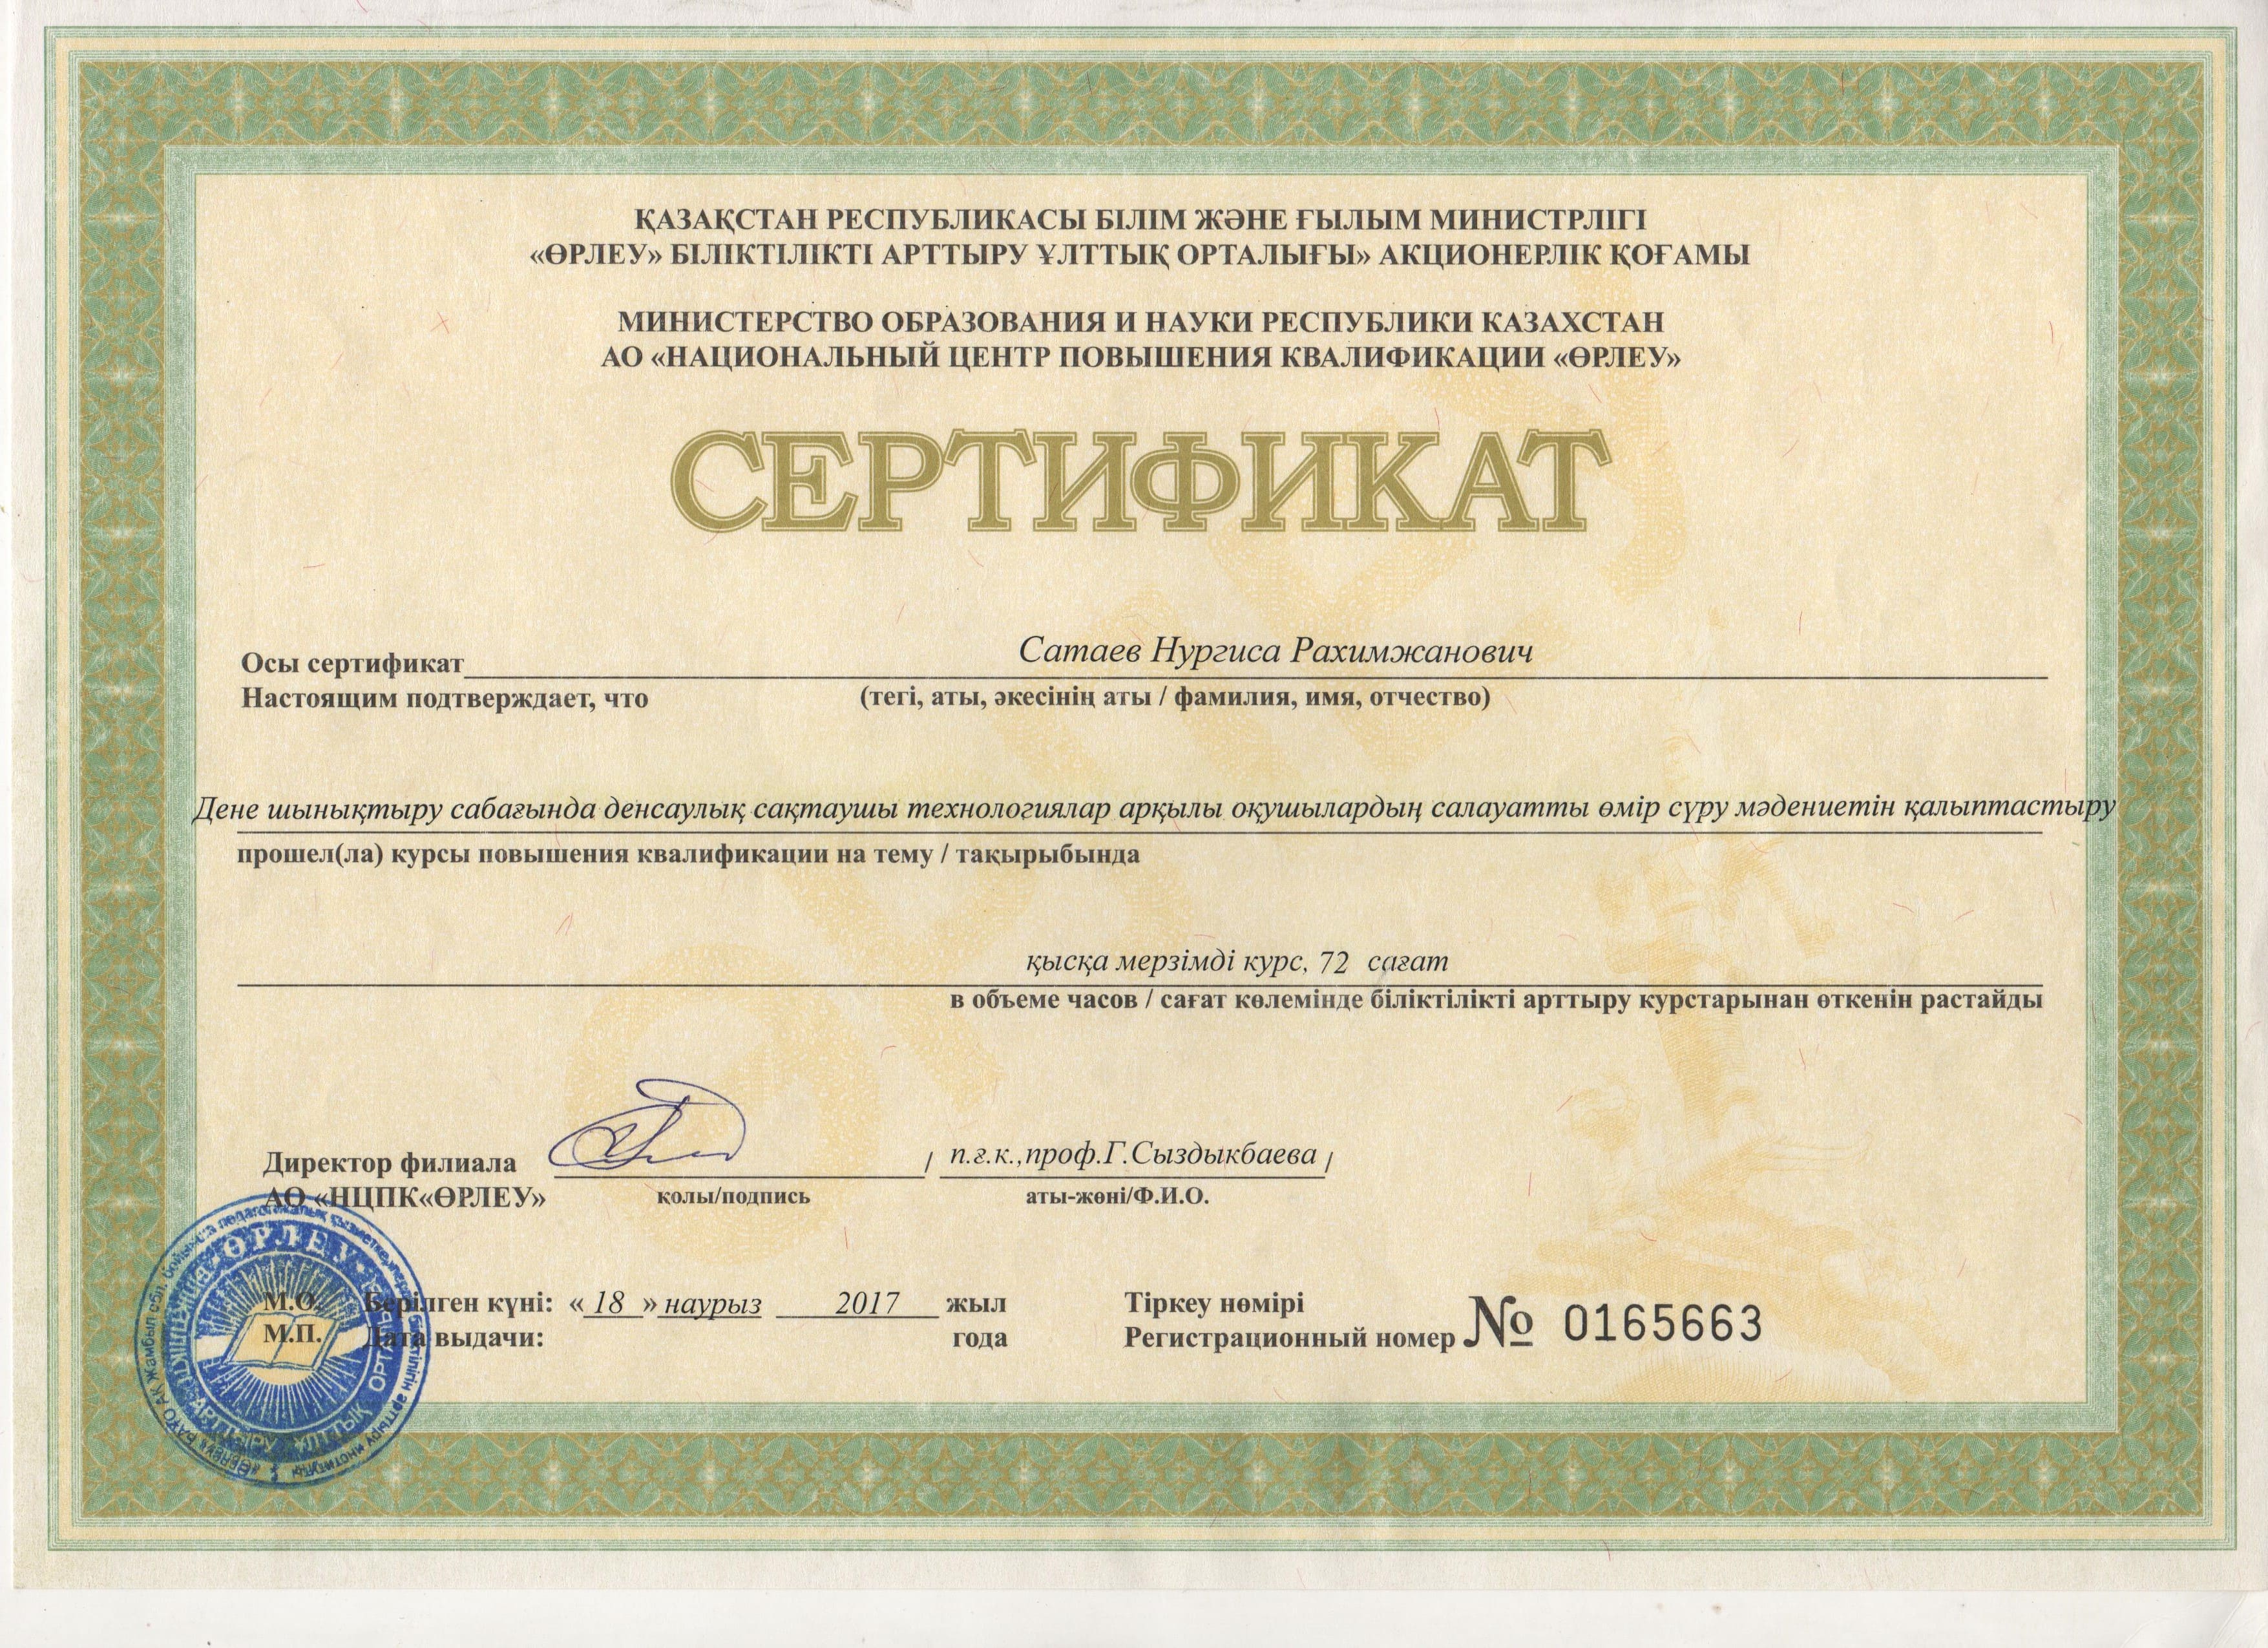 ҚАЗАҚСТАН РЕСПУБЛИКАСЫ БІЛІМ ЖӘНЕ ҒЫЛЫМ МИНИСТРЛІГІ
«ӨРЛЕУ» БІЛІКТІЛІКТІ АРТТЫРУ ҰЛТТЫҚ ОРТАЛЫҒЫ» АКЦИОНЕРЛІК ҚОҒАМЫ
МИНИСТЕРСТВО ОБРАЗОВАНИЯ И НАУКИ РЕСПУБЛИКИ КАЗАХСТАН
АО «НАЦИОНАЛЬНЫЙ ЦЕНТР ПОВЫШЕНИЯ КВАЛИФИКАЦИИ «ӨРЛЕУ»
СЕРТИФИКАТ
Осы сертификат Сатаев Нургиса Рахимжанович
Настоящим подтверждает, что (тегі, аты, әкесінің аты / фамилия, имя, отчество)
Дене шынықтыру сабағында денсаулық сақтаушы технологиялар арқылы оқушылардың салауатты өмір сүру мәдениетін қалыптастыру
прошел(ла) курсы повышения квалификации на тему / тақырыбында
қысқа мерзімді курс, 72 сағат
в объеме часов / сағат көлемінде біліктілікті арттыру курстарынан өткенін растайды
Директор филиала / п.ғ.к.,проф.Г.Сыздыкбаева /
АО «НЦПК«ӨРЛЕУ» қолы/подпись аты-жөні/Ф.И.О.
М.О. Берілген күні: « 18 » наурыз 2017 жыл Тіркеу нөмірі
М.П. Дата выдачи: года Регистрационный номер № 0165663
ӨРЛЕУ